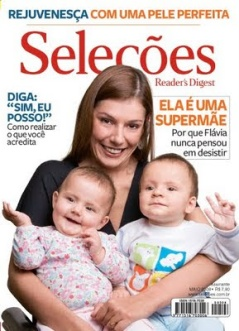 REJUVENESÇA COM UMA PELE PERFEITA
Seleções
Reader's Digest
DIGA:
"SIM, EU
POSSO!"
Como realizar
o que você
acredita
ELA É UMA
SUPERMÃE
Por que Flávia
nunca pensou
em desistir